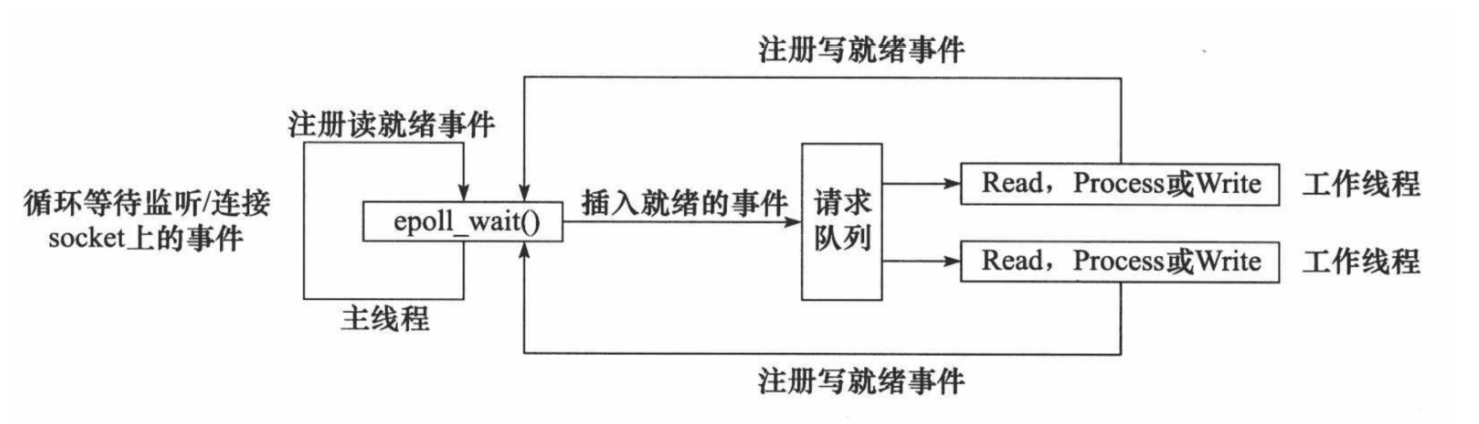 注册写就绪事件
注册读就绪事件
循环等待监听/连接
socket上的事件
epoll_wait()
插入就绪的事件
请求
队列
Read，Process或Write
工作线程
Read，Process或Write
工作线程
主线程
注册写就绪事件